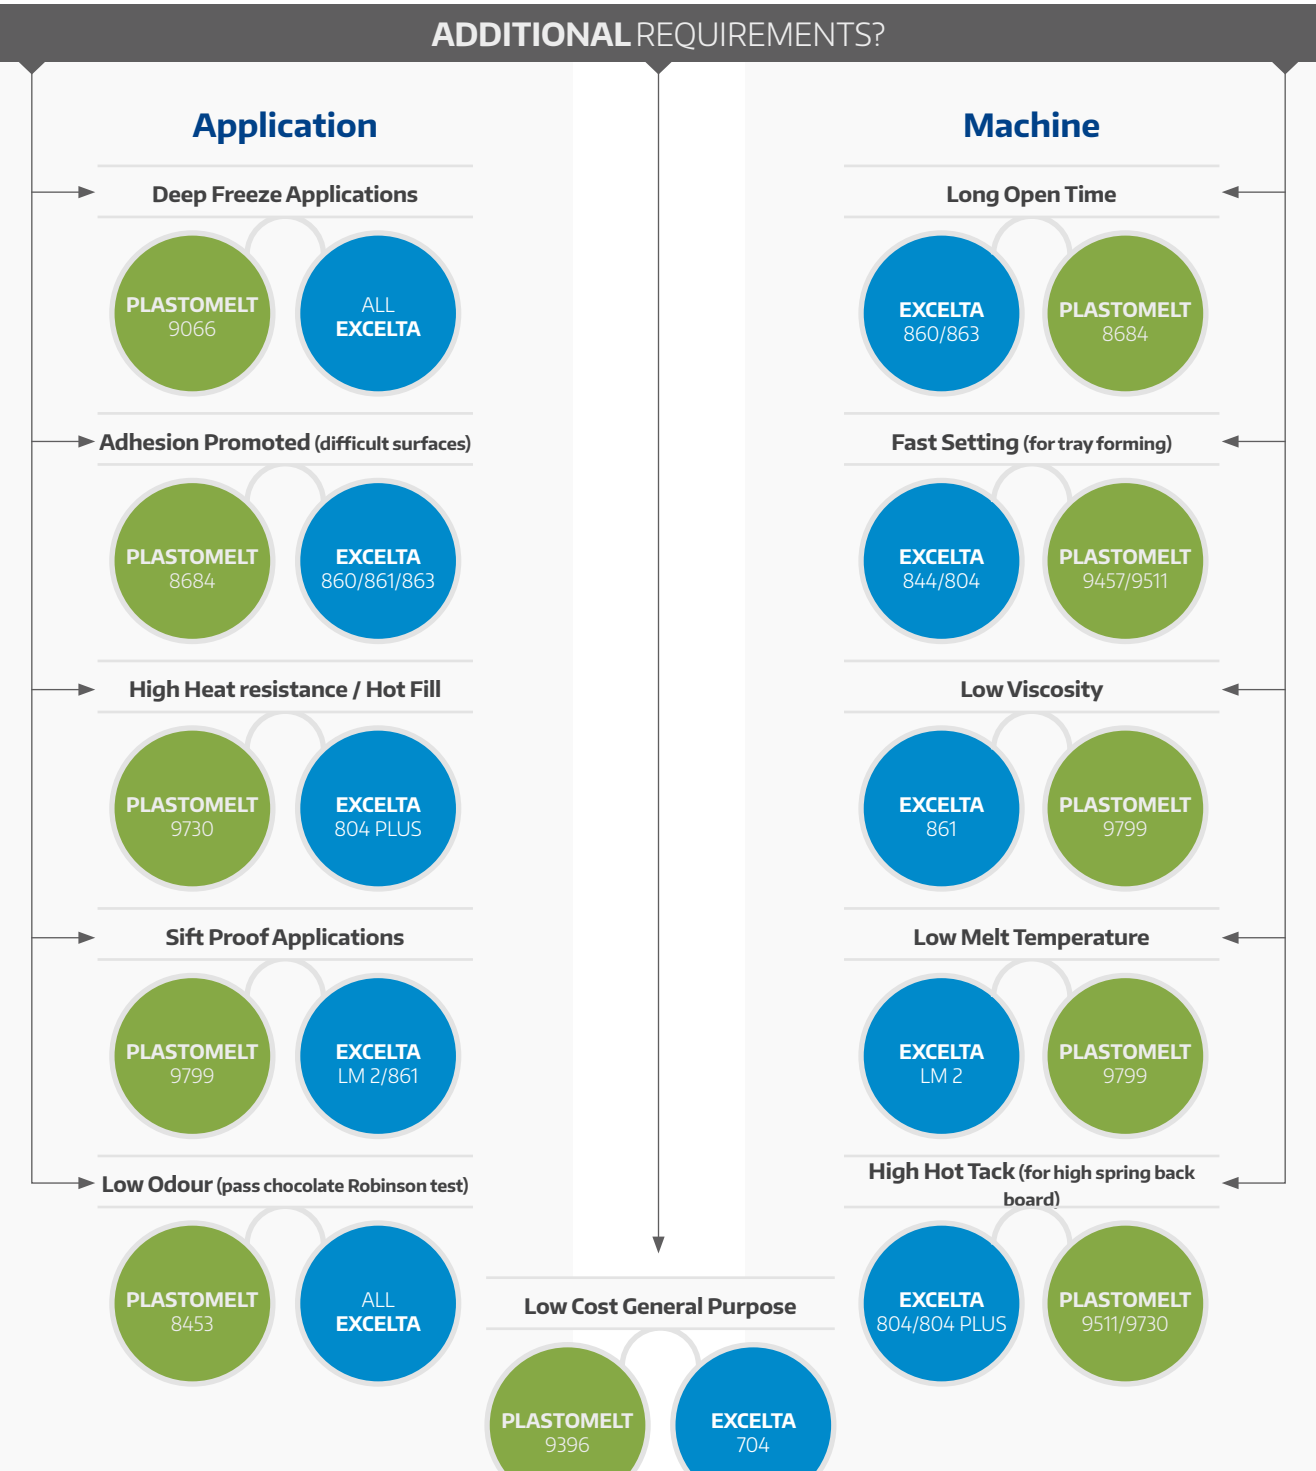 ADDITIONAL REQUIREMENTS?
Application
Deep Freeze Applications
PLASTOMELT
9066
ALL
EXCELTA
Adhesion Promoted (difficult surfaces)
PLASTOMELT
8684
EXCELTA
860/861/863
High Heat resistance / Hot Fill
PLASTOMELT
9730
EXCELTA
804 PLUS
Sift Proof Applications
PLASTOMELT
9799
EXCELTA
LM 2/861
Low Odour (pass chocolate Robinson test)
PLASTOMELT
8453
ALL
EXCELTA
Low Cost General Purpose
PLASTOMELT
9396
EXCELTA
704
Machine
Long Open Time
EXCELTA
860/863
PLASTOMELT
8684
Fast Setting (for tray forming)
EXCELTA
844/804
PLASTOMELT
9457/9511
Low Viscosity
EXCELTA
861
PLASTOMELT
9799
Low Melt Temperature
EXCELTA
LM 2
PLASTOMELT
9799
High Hot Tack (for high spring back
board)
EXCELTA
804/804 PLUS
PLASTOMELT
9511/9730